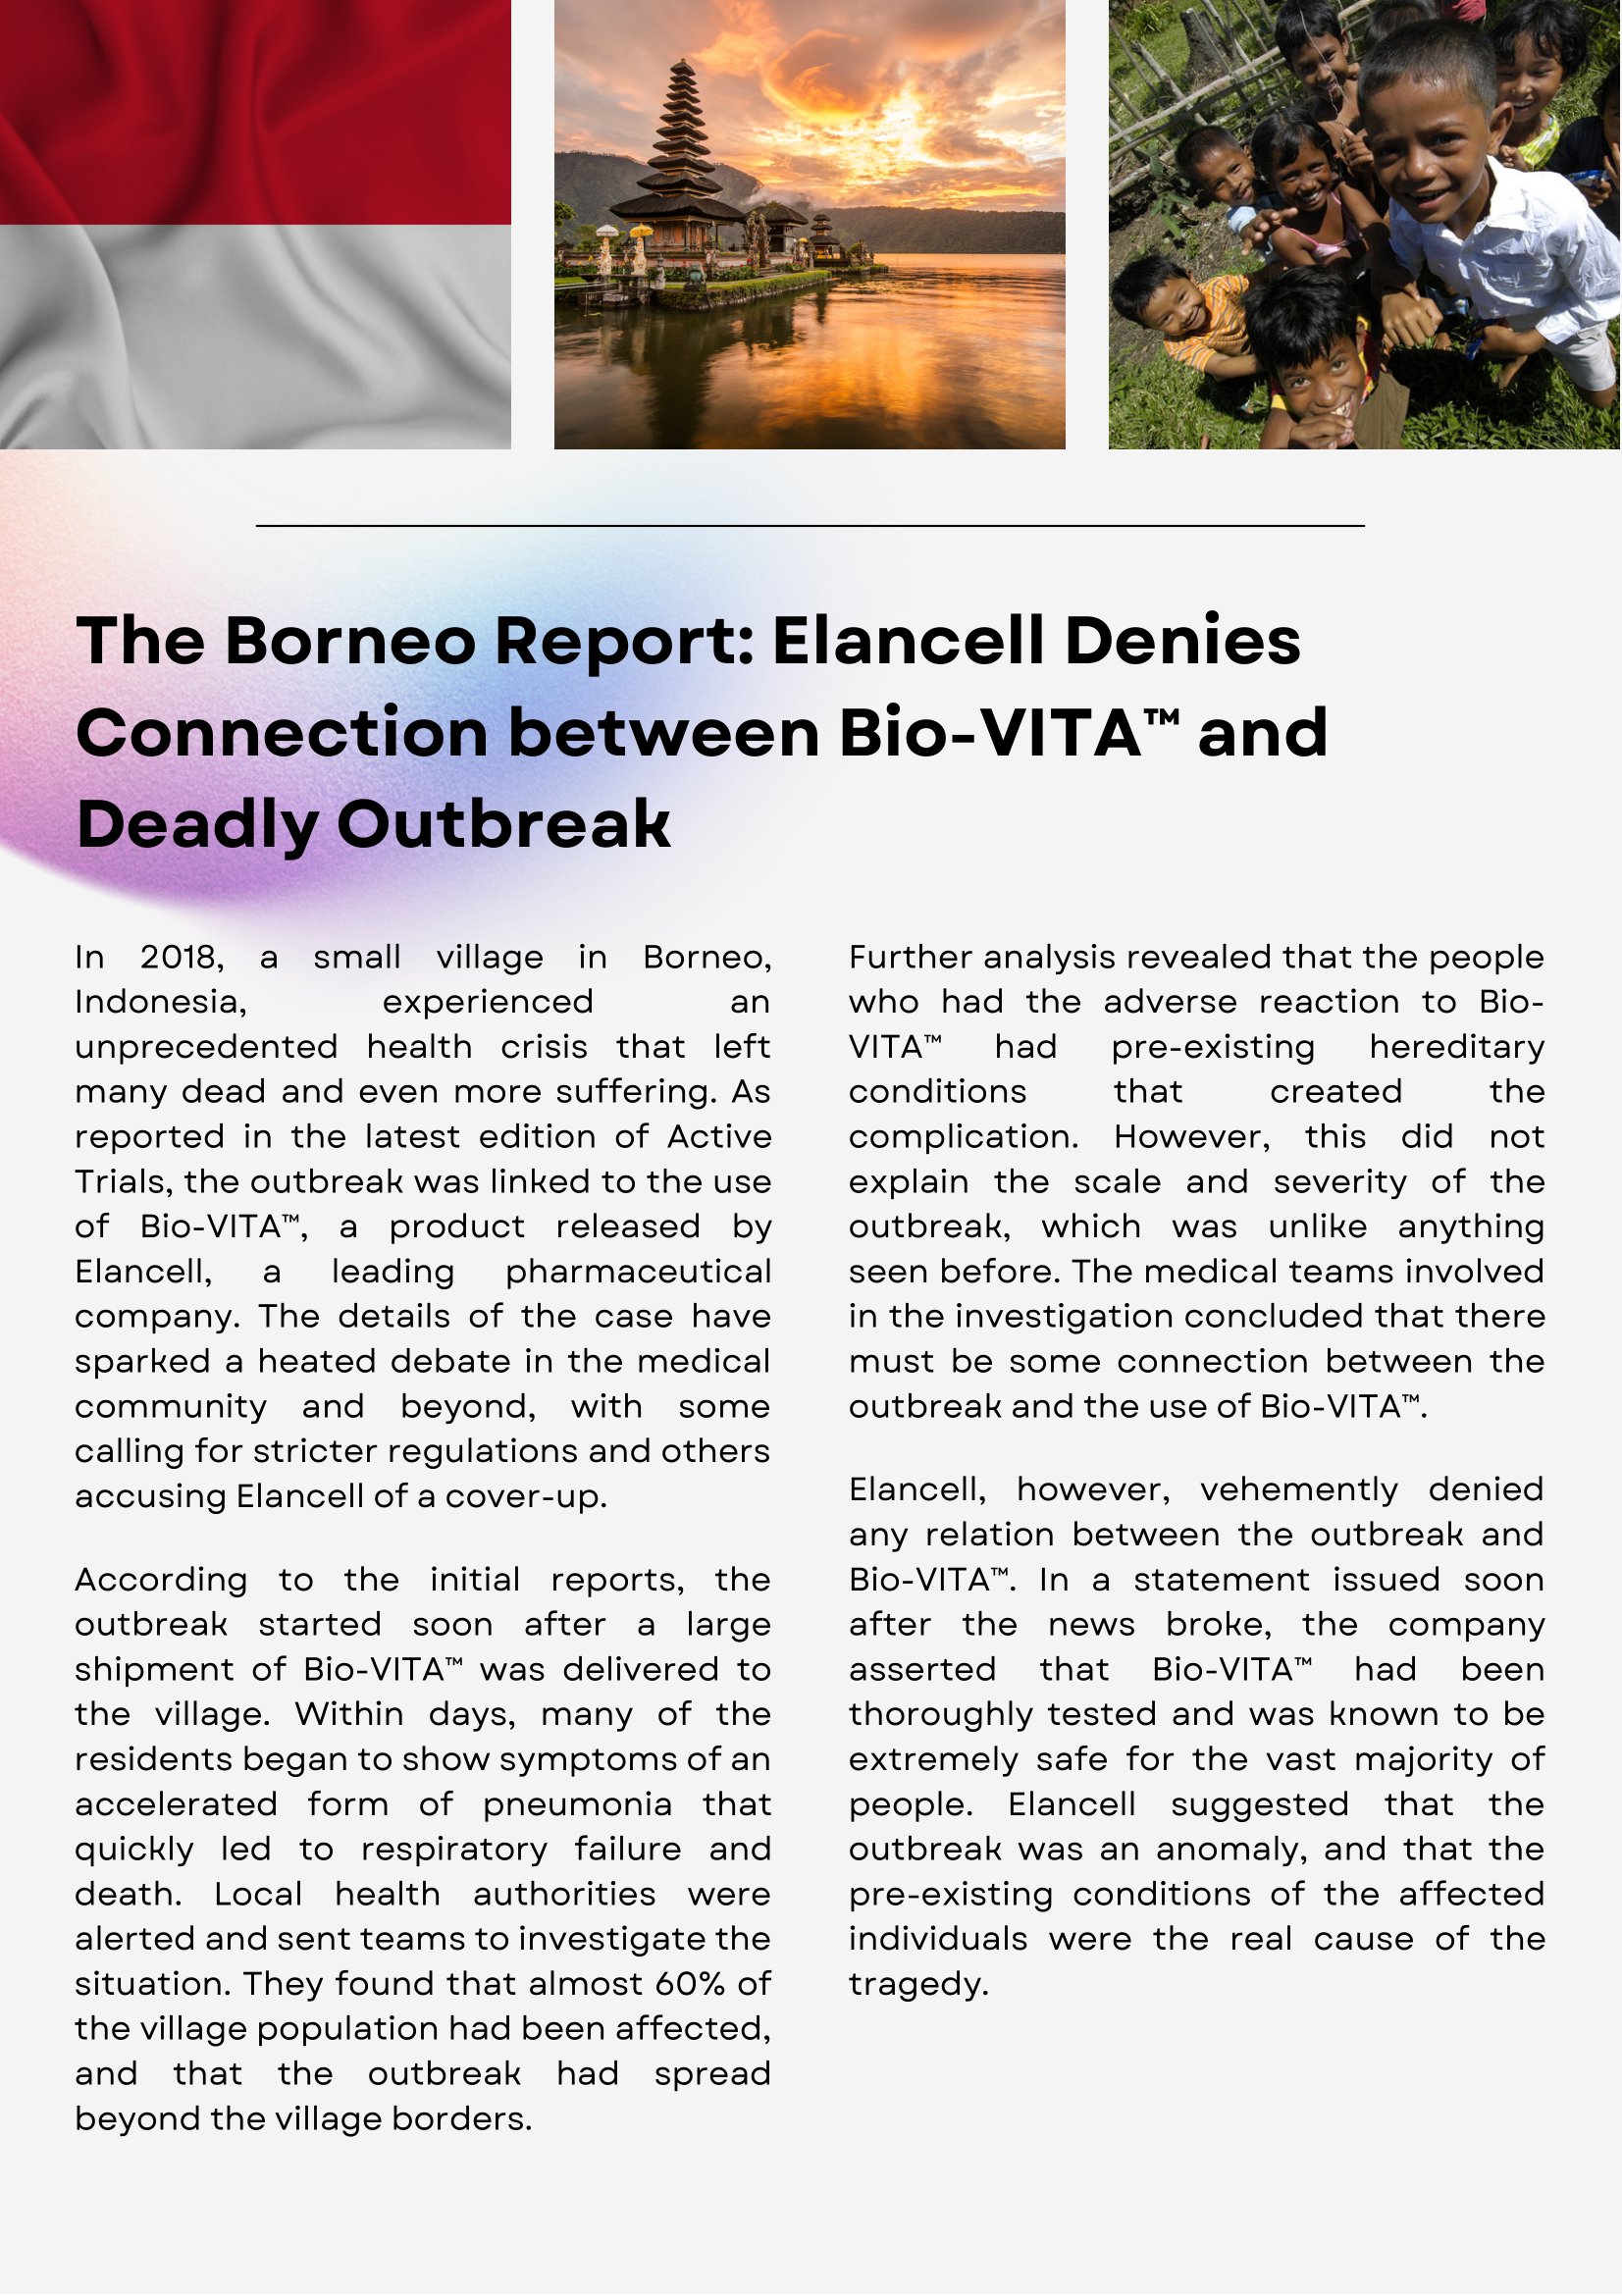 The Borneo Report: Elancell Denies
Connection between Bio-VITA™ and
Deadly Outbreak
In 2018, a small village in Borneo,
Indonesia, experienced an
unprecedented health crisis that left
many dead and even more suffering. As
reported in the latest edition of Active
Trials, the outbreak was linked to the use
of Bio-VITA™, a product released by
Elancell, a leading pharmaceutical
company. The details of the case have
sparked a heated debate in the medical
community and beyond, with some
calling for stricter regulations and others
accusing Elancell of a cover-up.
According to the initial reports, the
outbreak started soon after a large
shipment of Bio-VITA™ was delivered to
the village. Within days, many of the
residents began to show symptoms of an
accelerated form of pneumonia that
quickly led to respiratory failure and
death. Local health authorities were
alerted and sent teams to investigate the
situation. They found that almost 60% of
the village population had been affected,
and that the outbreak had spread
beyond the village borders.
Further analysis revealed that the people
who had the adverse reaction to Bio-
VITA™ had pre-existing hereditary
conditions that created the
complication. However, this did not
explain the scale and severity of the
outbreak, which was unlike anything
seen before. The medical teams involved
in the investigation concluded that there
must be some connection between the
outbreak and the use of Bio-VITA™.
Elancell, however, vehemently denied
any relation between the outbreak and
Bio-VITA™. In a statement issued soon
after the news broke, the company
asserted that Bio-VITA™ had been
thoroughly tested and was known to be
extremely safe for the vast majority of
people. Elancell suggested that the
outbreak was an anomaly, and that the
pre-existing conditions of the affected
individuals were the real cause of the
tragedy.